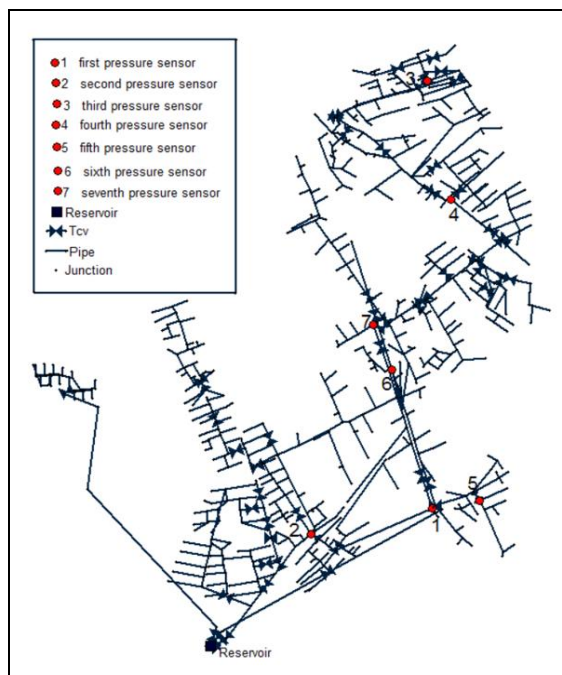 1 first pressure sensor
2 second pressure sensor
3 third pressure sensor
4 fourth pressure sensor
5 fifth pressure sensor
6 sixth pressure sensor
7 seventh pressure sensor
Reservoir
Tcv
Pipe
Junction
3
4
7
6
5
1
2
Reservoir